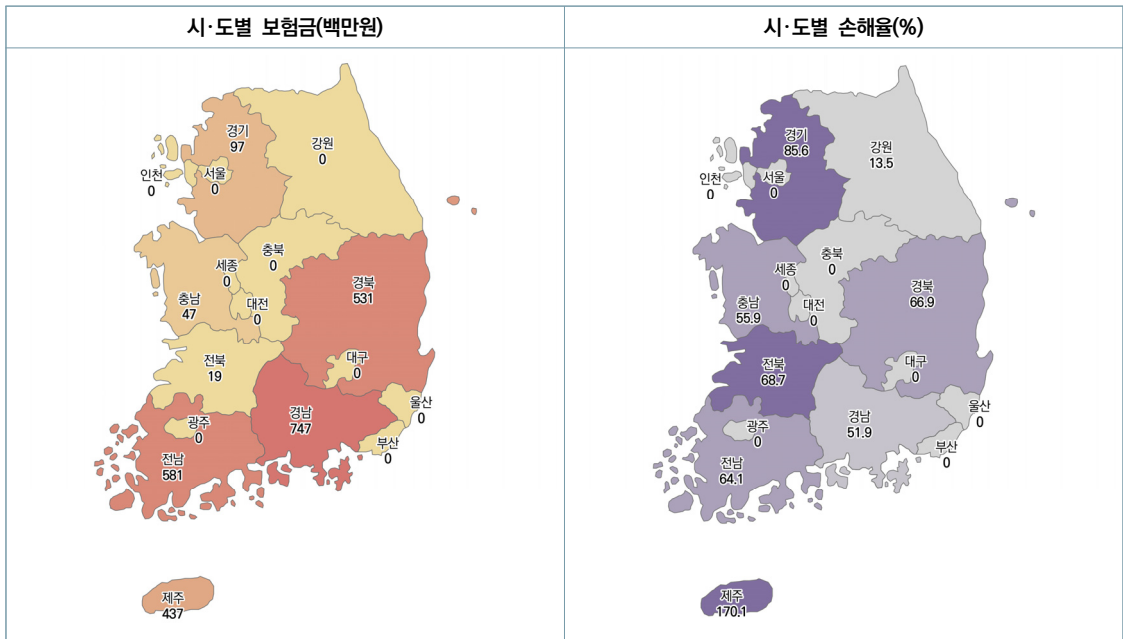 시·도별 보험금(백만원)
경기
97
강원
0
인천
0
서울
0
충북
0
세종
0
경북
531
충남
47
대전
0
전북
19
대구
0
울산
0
경남
747
광주
0
부산
0
전남
581
제주
437
시·도별 손해율(%)
경기
85.6
강원
13.5
인천
0
서울
0
충북
0
세종
0
경북
66.9
충남
55.9
대전
0
전북
68.7
대구
0
울산
0
경남
51.9
광주
0
부산
0
전남
64.1
제주
170.1